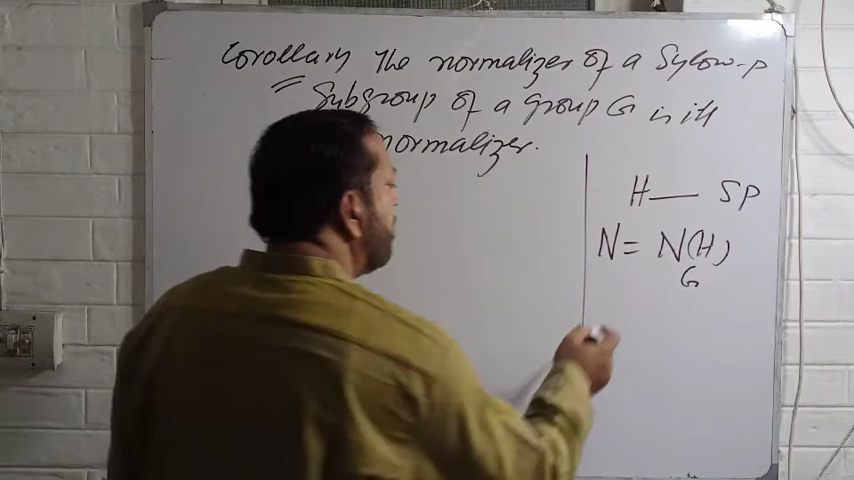 Corollary The normalizer of a Sylow-p
Subgroup of a group G is its
normalizer.
H — SP
N = N(H)
G